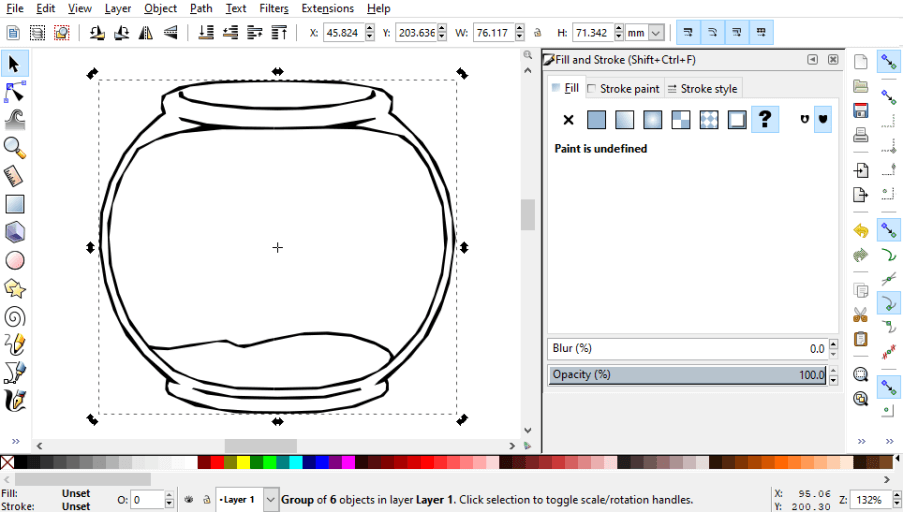 File Edit View Layer Object Path Text Filters Extensions Help
X: 45.824 Y: 203.636 W: 76.117 H: 71.342 mm
Fill and Stroke (Shift+Ctrl+F)
Fill Stroke paint Stroke style
?
Paint is undefined
Blur (%) 0.0
Opacity (%) 100.0
Fill: Unset
Stroke: Unset
O: 0
Layer 1
Group of 6 objects in layer Layer 1. Click selection to toggle scale/rotation handles.
X: 95.06
Y: 200.30
Z: 132%